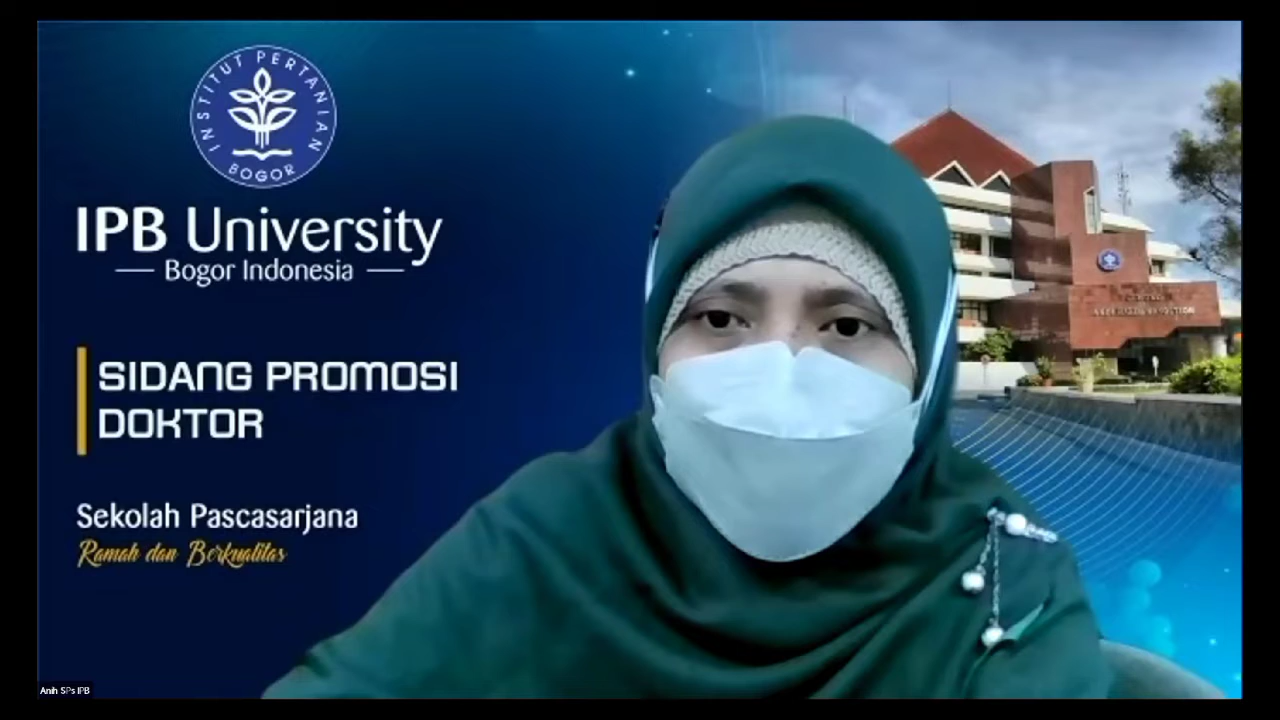 INSTITUT PERTANIAN
BOGOR
IPB University
Bogor Indonesia
SIDANG PROMOSI
DOKTOR
Sekolah Pascasarjana
Ramah dan Berkualitas
Anih SPs IPB